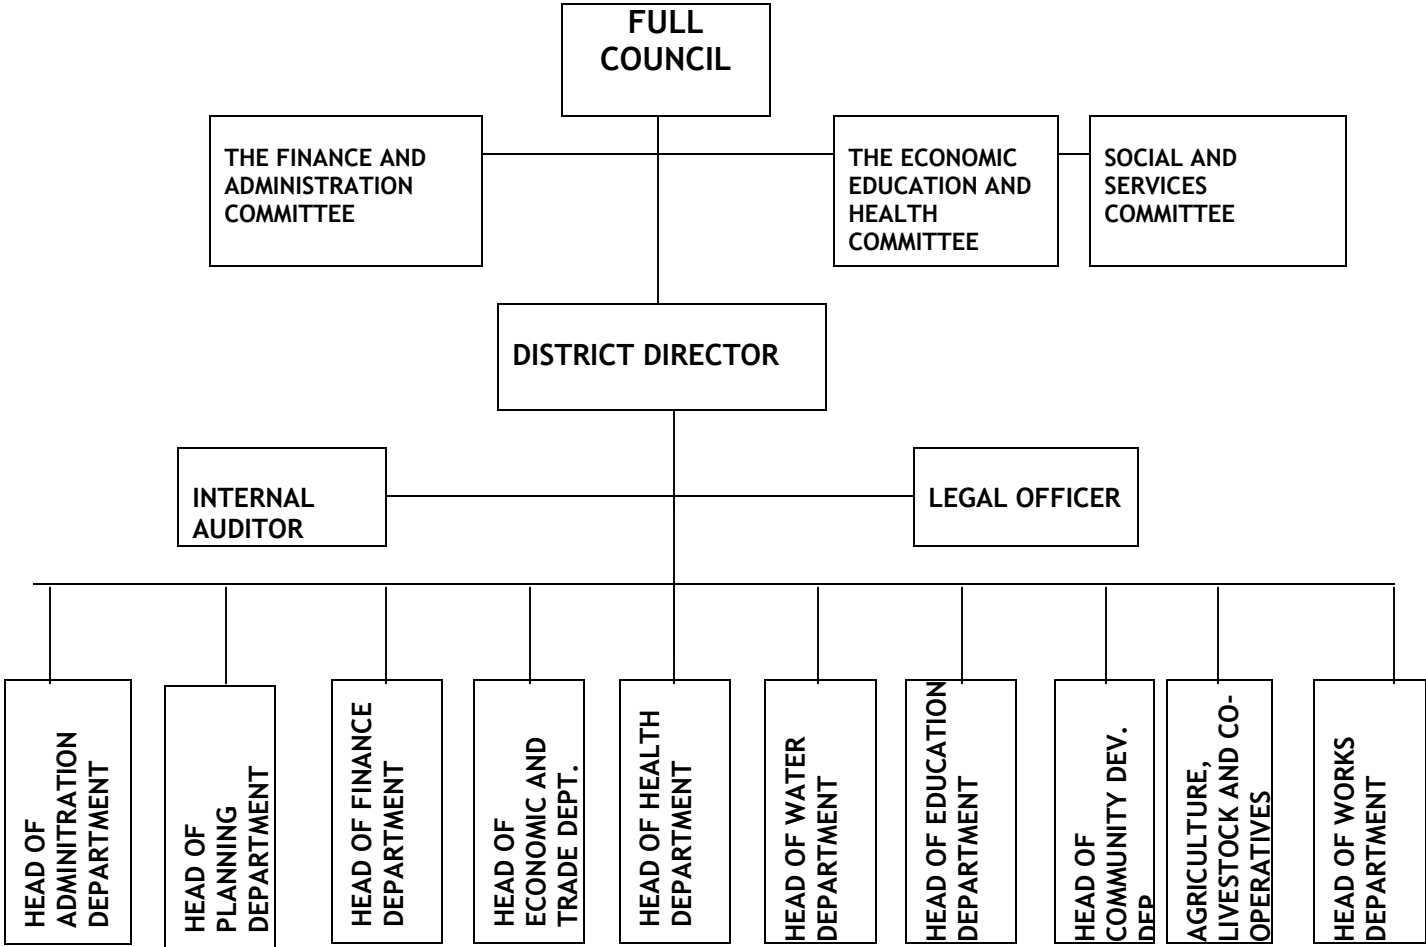 FULL
COUNCIL
THE FINANCE AND
ADMINISTRATION
COMMITTEE
THE ECONOMIC
EDUCATION AND
HEALTH
COMMITTEE
SOCIAL AND
SERVICES
COMMITTEE
DISTRICT DIRECTOR
INTERNAL
AUDITOR
LEGAL OFFICER
HEAD OF
ADMINITRATION
DEPARTMENT
HEAD OF
PLANNING
DEPARTMENT
HEAD OF FINANCE
DEPARTMENT
HEAD OF
ECONOMIC AND
TRADE DEPT.
HEAD OF HEALTH
DEPARTMENT
HEAD OF WATER
DEPARTMENT
HEAD OF EDUCATION
DEPARTMENT
HEAD OF
COMMUNITY DEV.
DEP
AGRICULTURE,
LIVESTOCK AND CO-
OPERATIVES
HEAD OF WORKS
DEPARTMENT